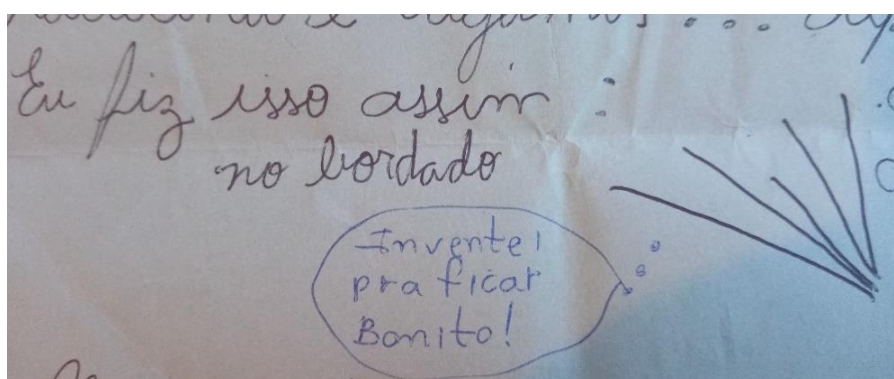 Eu fiz isso assim :
no bordado
Inventei
pra ficar
Bonito!